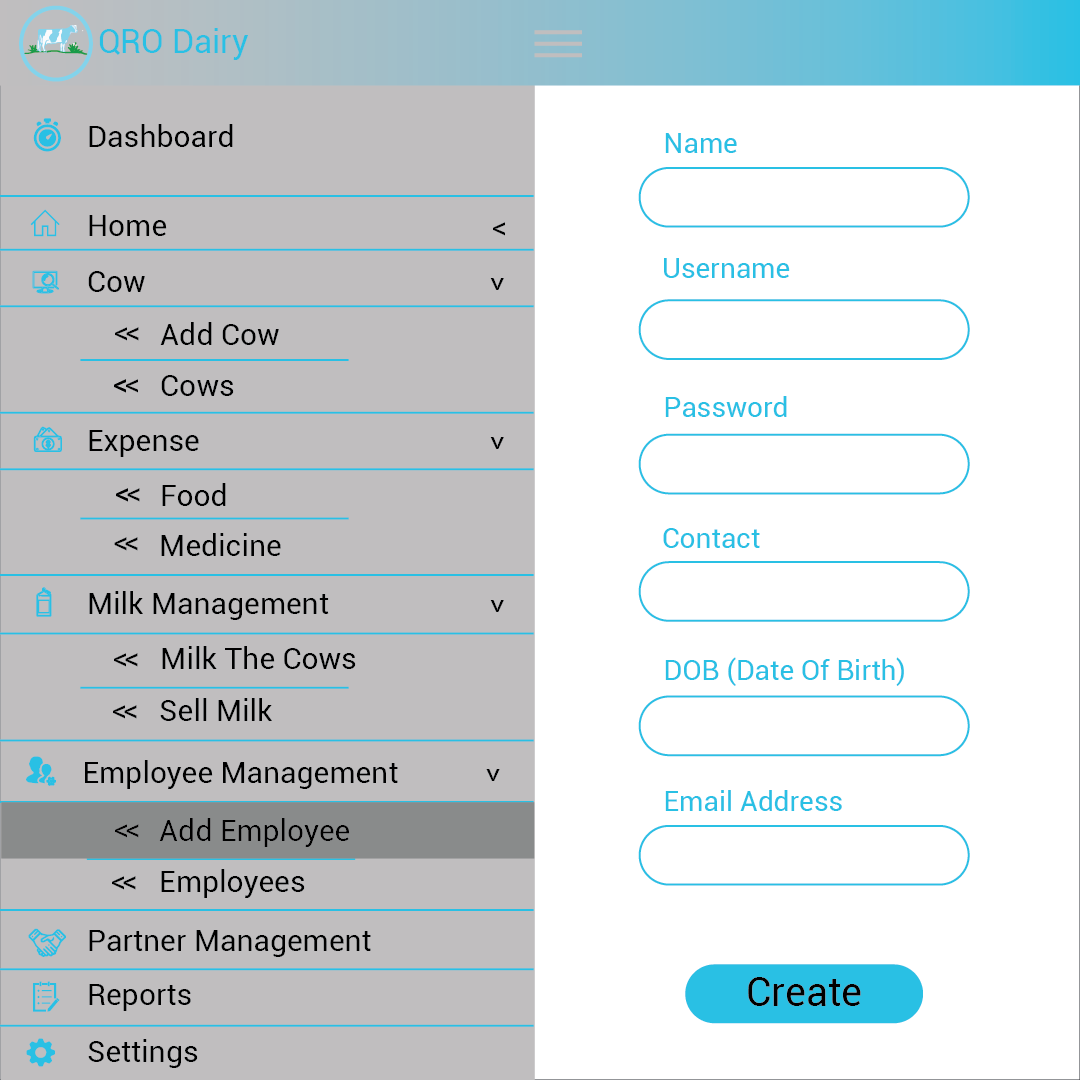 QRO Dairy
Dashboard
Home <
Cow v
<< Add Cow
<< Cows
Expense v
<< Food
<< Medicine
Milk Management v
<< Milk The Cows
<< Sell Milk
Employee Management v
<< Add Employee
<< Employees
Partner Management
Reports
Settings
Name
Username
Password
Contact
DOB (Date Of Birth)
Email Address
Create